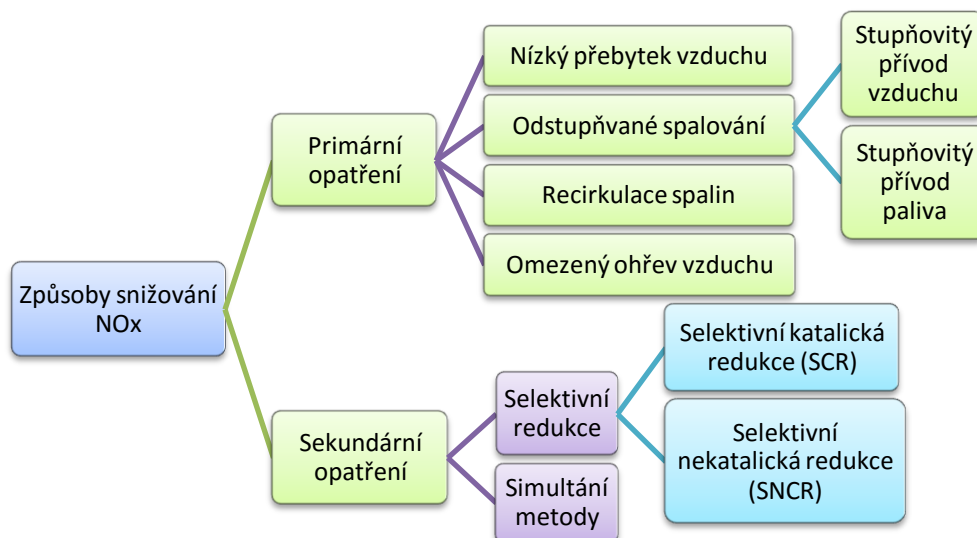 Způsoby snižování
NOx
Primární
opatření
Nízký přebytek vzduchu
Odstupňvané spalování
Stupňovitý
přívod
vzduchu
Stupňovitý
přívod
paliva
Recirkulace spalin
Omezený ohřev vzduchu
Sekundární
opatření
Selektivní
redukce
Selektivní katalická
redukce (SCR)
Selektivní
nekatalická redukce
(SNCR)
Simultání
metody